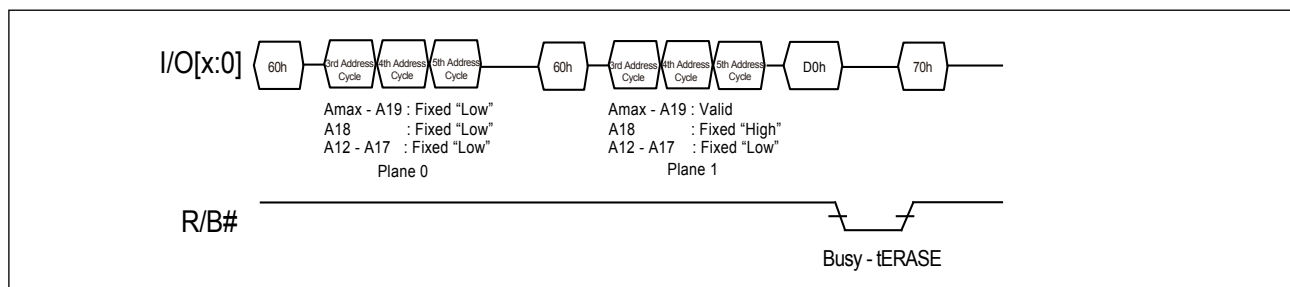 I/O[x:0]
60h
3rd Address Cycle
4th Address Cycle
5th Address Cycle
60h
3rd Address Cycle
4th Address Cycle
5th Address Cycle
D0h
70h
Amax - A19 : Fixed “Low”
A18 : Fixed “Low”
A12 - A17 : Fixed “Low”
Plane 0
Amax - A19 : Valid
A18 : Fixed “High”
A12 - A17 : Fixed “Low”
Plane 1
R/B#
Busy - tERASE